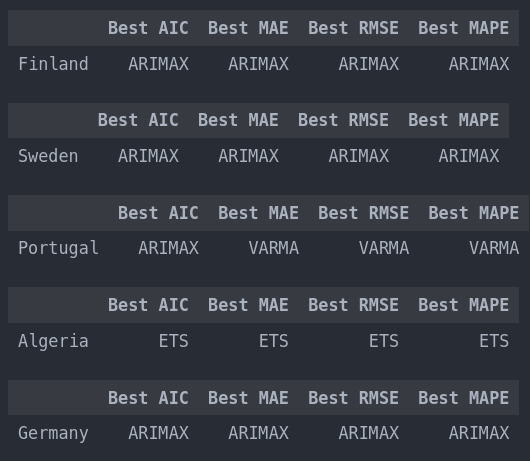 Best AIC Best MAE Best RMSE Best MAPE
Finland ARIMAX ARIMAX ARIMAX ARIMAX
Best AIC Best MAE Best RMSE Best MAPE
Sweden ARIMAX ARIMAX ARIMAX ARIMAX
Best AIC Best MAE Best RMSE Best MAPE
Portugal ARIMAX VARMA VARMA VARMA
Best AIC Best MAE Best RMSE Best MAPE
Algeria ETS ETS ETS ETS
Best AIC Best MAE Best RMSE Best MAPE
Germany ARIMAX ARIMAX ARIMAX ARIMAX